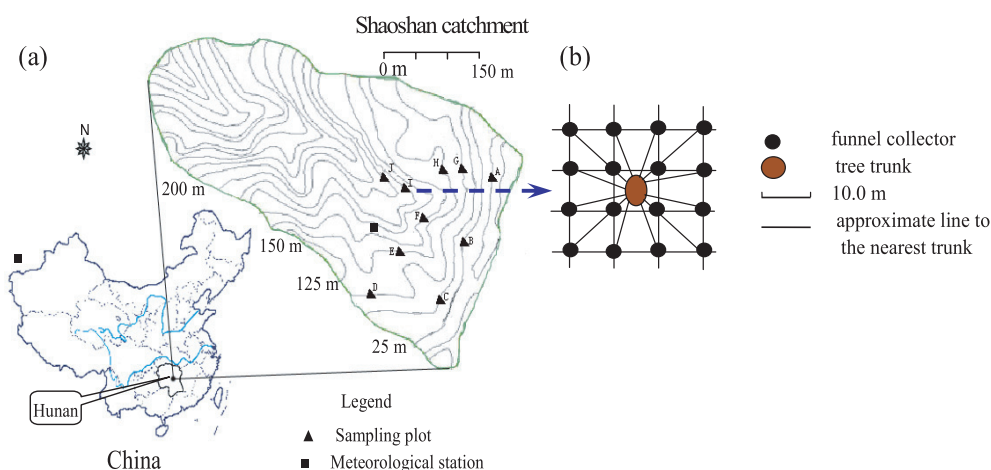 Shaoshan catchment
(a)
0 m
150 m
(b)
N
H
G
A
J
I
200 m
F
150 m
B
E
125 m
D
C
25 m
Hunan
China
Legend
Sampling plot
Meteorological station
funnel collector
tree trunk
10.0 m
approximate line to
the nearest trunk